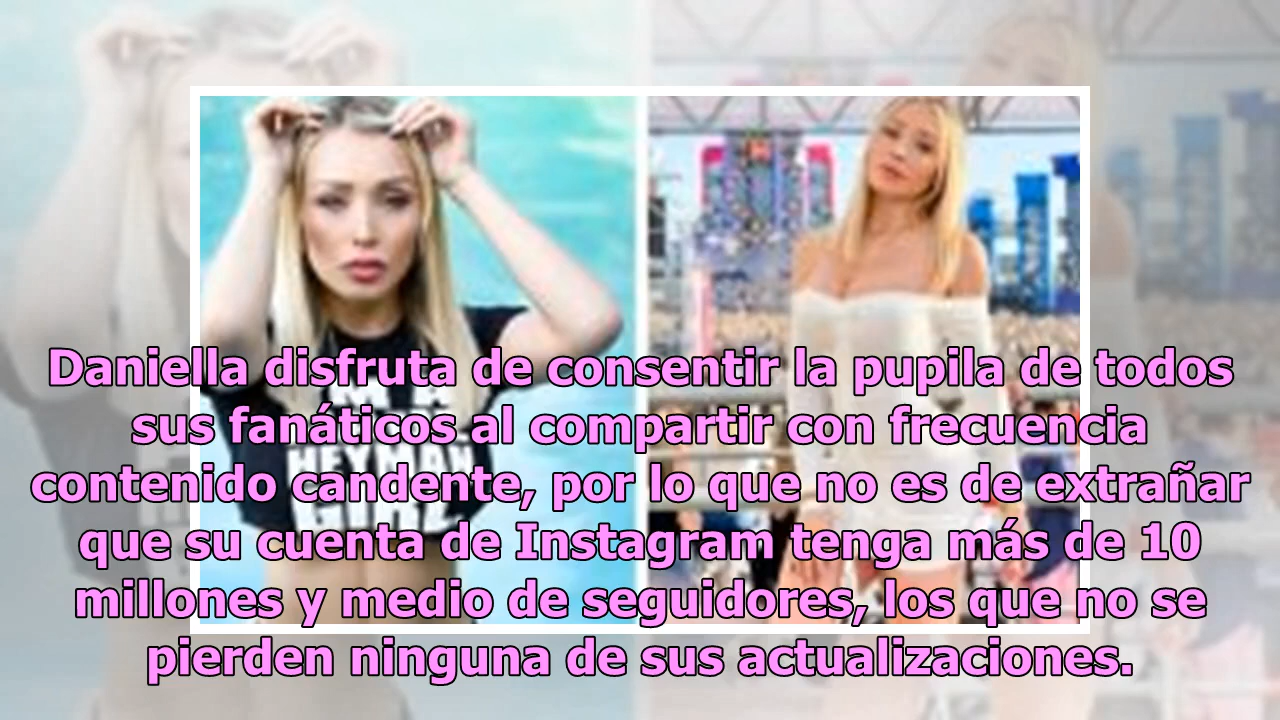 Daniella disfruta de consentir la pupila de todos
sus fanáticos al compartir con frecuencia
contenido candente, por lo que no es de extrañar
que su cuenta de Instagram tenga más de 10
millones y medio de seguidores, los que no se
pierden ninguna de sus actualizaciones.
HEYMAN
GIRL